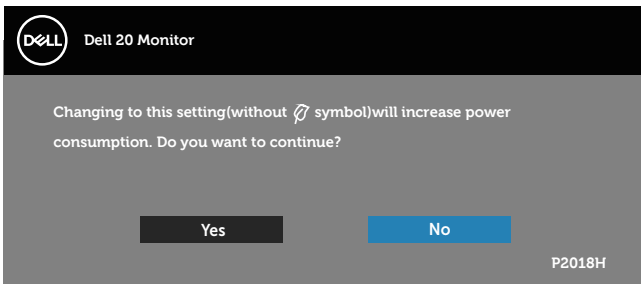 DELL
Dell 20 Monitor
Changing to this setting(without symbol)will increase power
consumption. Do you want to continue?
Yes
No
P2018H